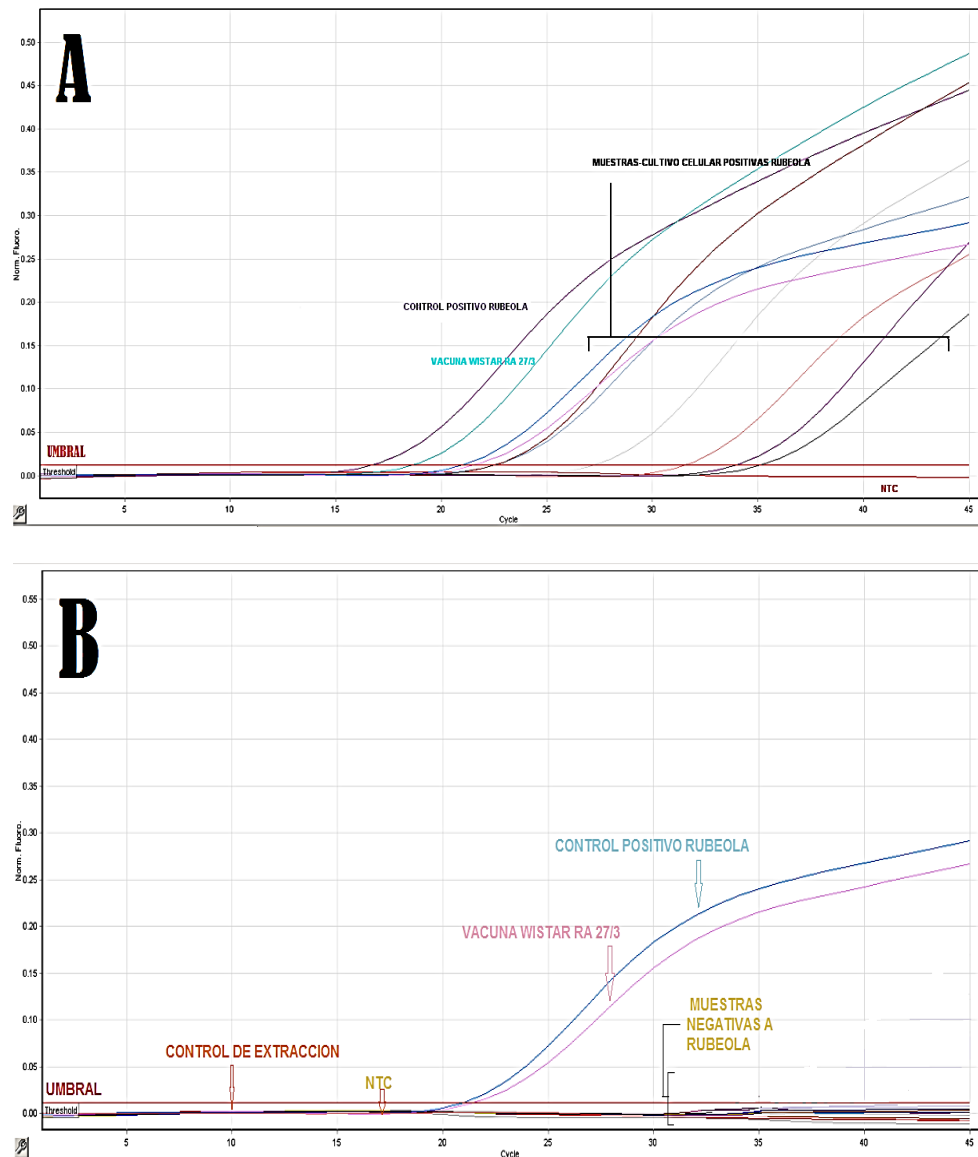 A
0.50
0.45
0.40
0.35
0.30
0.25
0.20
0.15
0.10
0.05
0.00
Norm. Fluoro.
MUESTRAS-CULTIVO CELULAR POSITIVAS RUBEOLA
CONTROL POSITIVO RUBEOLA
VACUNA WISTAR RA 27/3
UMBRAL
Threshold
NTC
5 10 15 20 25 30 35 40 45
Cycle
B
0.55
0.50
0.45
0.40
0.35
0.30
0.25
0.20
0.15
0.10
0.05
0.00
Norm. Fluoro.
CONTROL POSITIVO RUBEOLA
VACUNA WISTAR RA 27/3
MUESTRAS
NEGATIVAS A
RUBEOLA
CONTROL DE EXTRACCION
NTC
UMBRAL
Threshold
5 10 15 20 25 30 35 40 45
Cycle